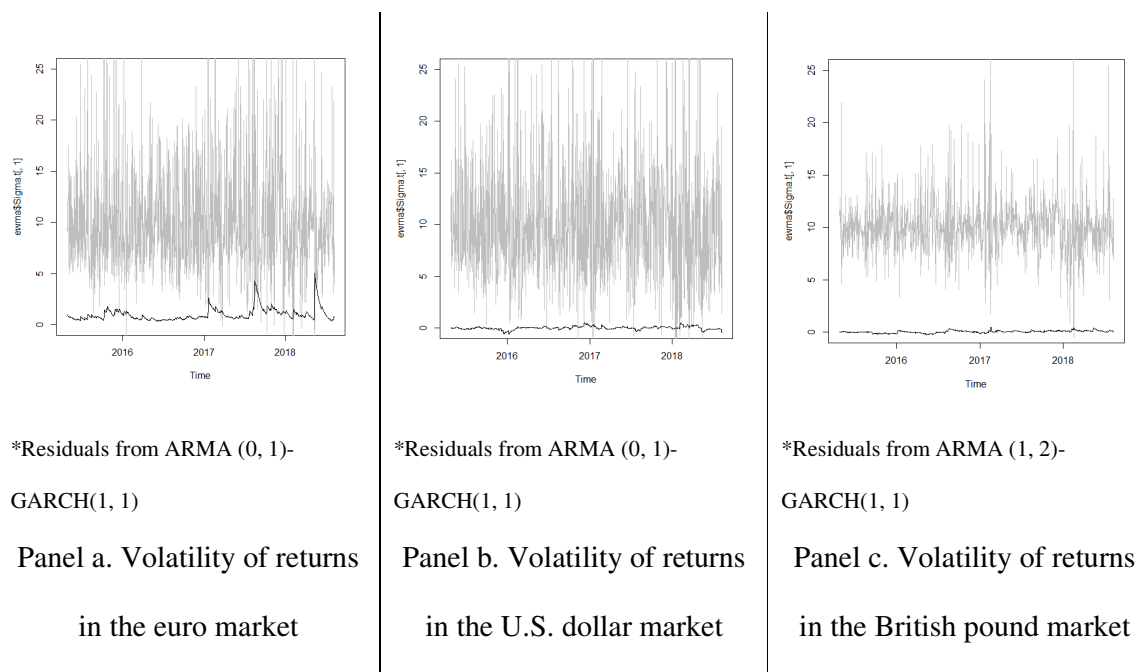 25
20
15
10
5
0
ewma$Sigma.t[, 1]
2016 2017 2018
Time
*Residuals from ARMA (0, 1)-
GARCH(1, 1)
Panel a. Volatility of returns
in the euro market
25
20
15
10
5
0
ewma$Sigma.t[, 1]
2016 2017 2018
Time
*Residuals from ARMA (0, 1)-
GARCH(1, 1)
Panel b. Volatility of returns
in the U.S. dollar market
25
20
15
10
5
0
ewma$Sigma.t[, 1]
2016 2017 2018
Time
*Residuals from ARMA (1, 2)-
GARCH(1, 1)
Panel c. Volatility of returns
in the British pound market